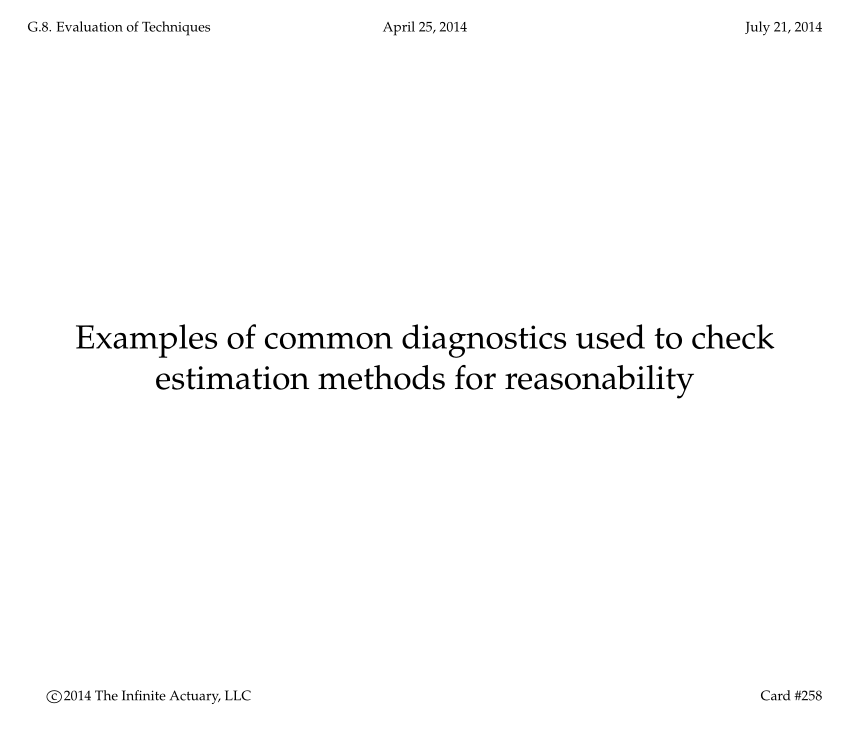 G.8. Evaluation of Techniques April 25, 2014 July 21, 2014
Examples of common diagnostics used to check
estimation methods for reasonability
©2014 The Infinite Actuary, LLC Card #258